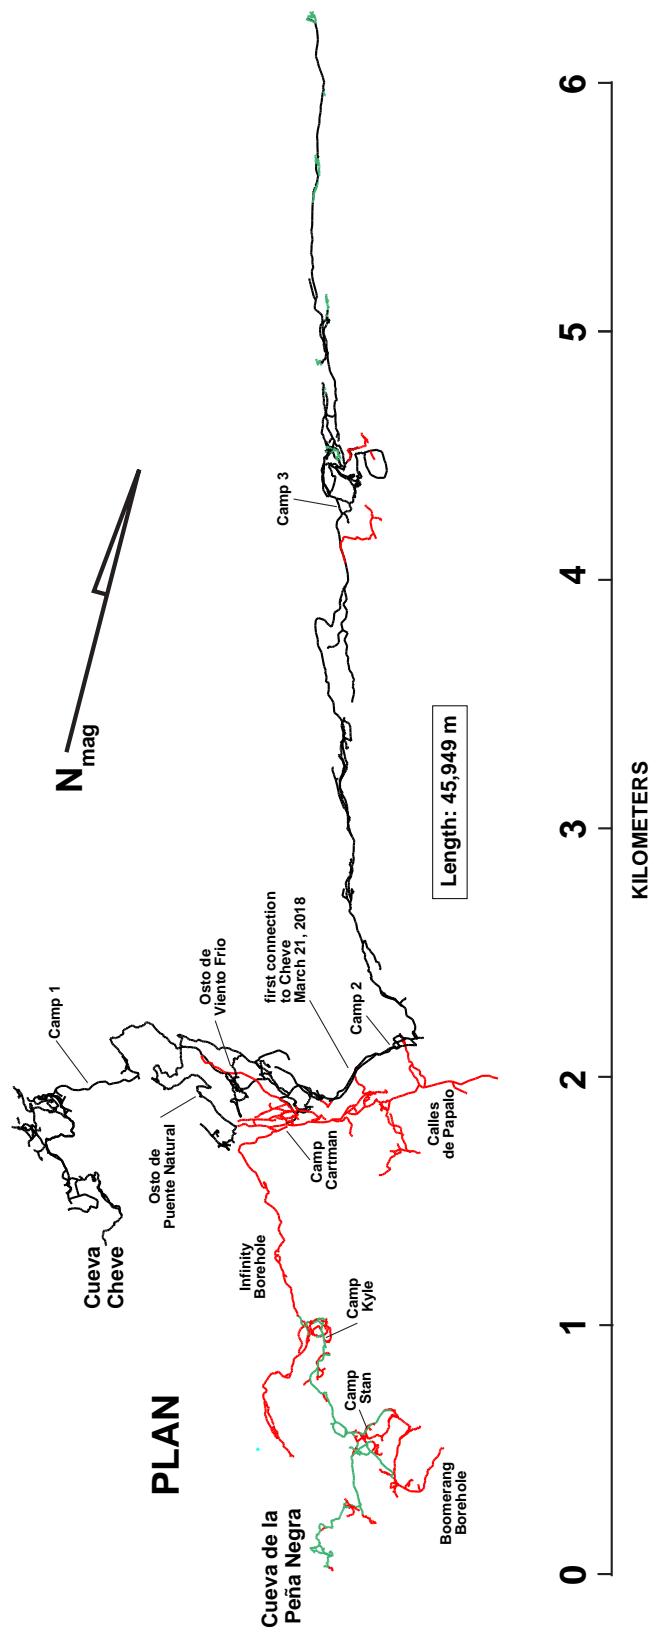 PLAN
N mag
Cueva
Cheve
Camp 1
Osto de
Puente Natural
Osto de
Viento Frio
first connection
to Cheve
March 21, 2018
Camp 2
Camp 3
Camp
Cartman
Infinity
Borehole
Camp
Kyle
Camp
Stan
Calles
de Papalo
Cueva de la
Peña Negra
Boomerang
Borehole
Length: 45,949 m
0 1 2 3 4 5 6
KILOMETERS